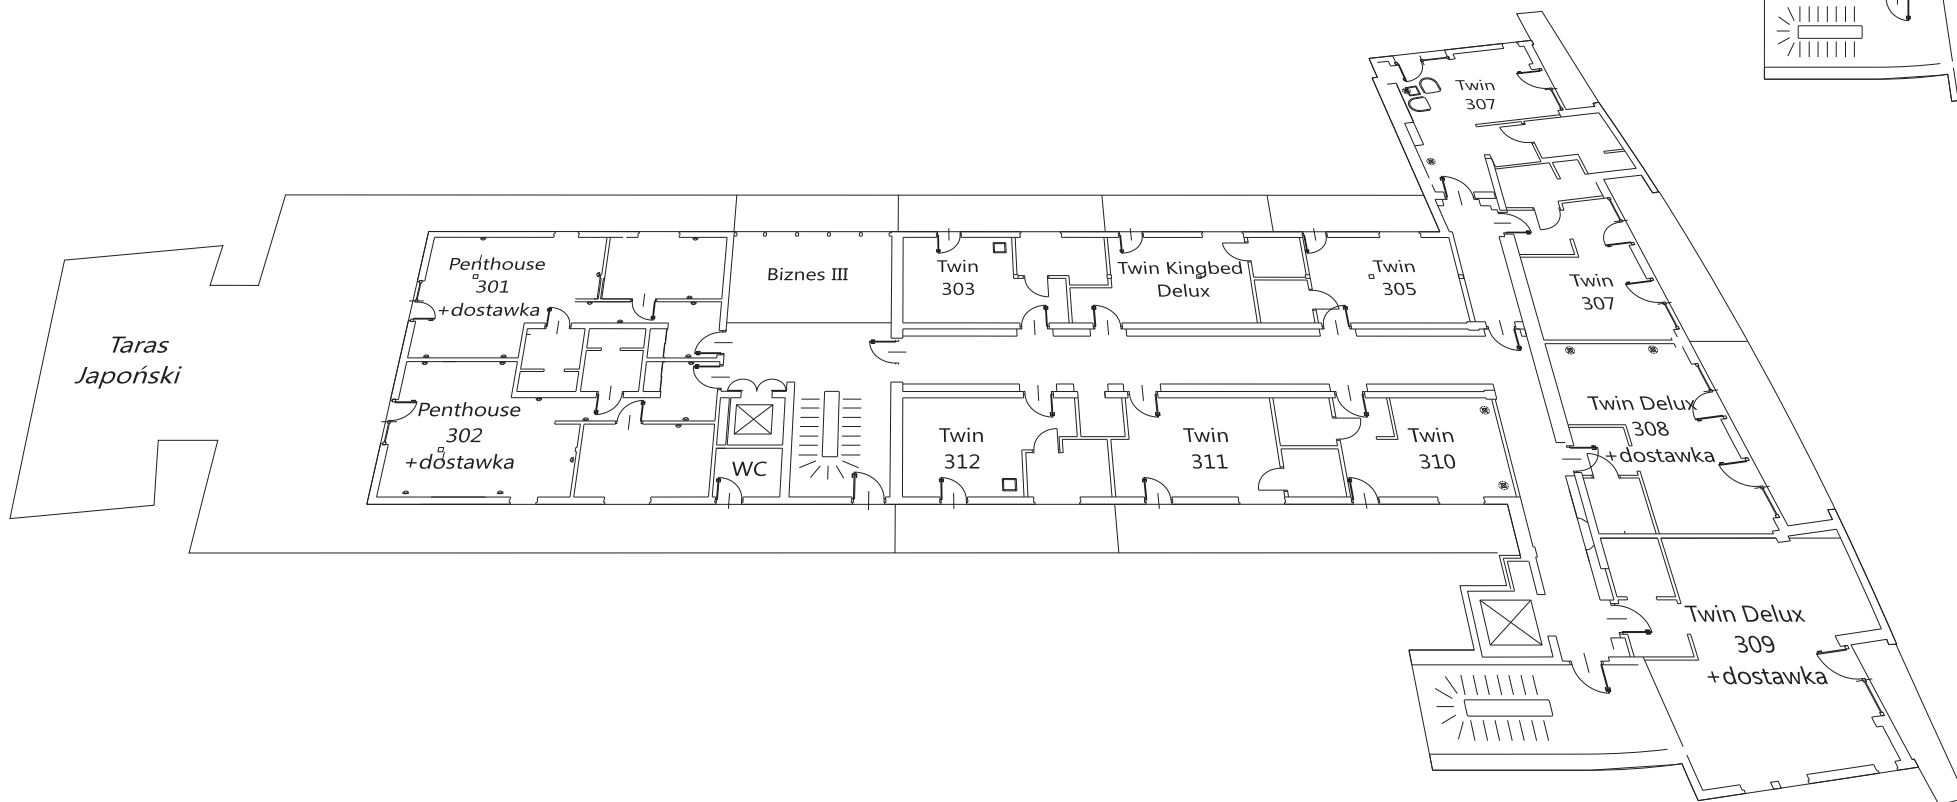 Taras
Japoński
Penthouse
301
+dostawka
Penthouse
302
+dostawka
WC
Biznes III
Twin
303
Twin Kingbed
Delux
Twin
305
Twin
312
Twin
311
Twin
310
Twin
307
Twin
307
Twin Delux
308
+dostawka
Twin Delux
309
+dostawka